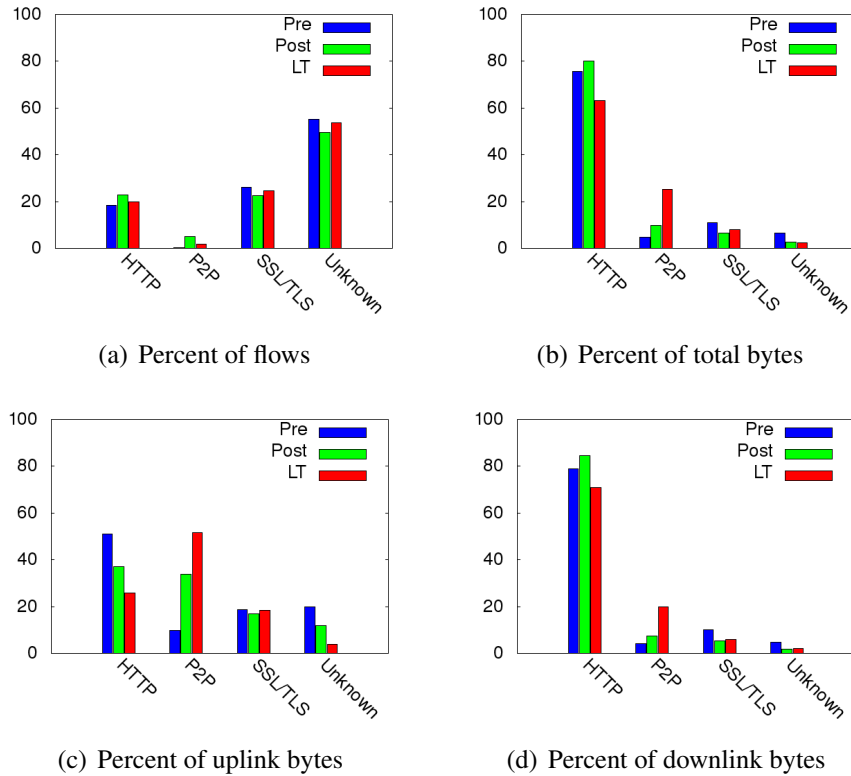 100
80
60
40
20
0
Pre
Post
LT
HTTP
P2P
SSL/TLS
Unknown
(a) Percent of flows
100
80
60
40
20
0
Pre
Post
LT
HTTP
P2P
SSL/TLS
Unknown
(b) Percent of total bytes
100
80
60
40
20
0
Pre
Post
LT
HTTP
P2P
SSL/TLS
Unknown
(c) Percent of uplink bytes
100
80
60
40
20
0
Pre
Post
LT
HTTP
P2P
SSL/TLS
Unknown
(d) Percent of downlink bytes